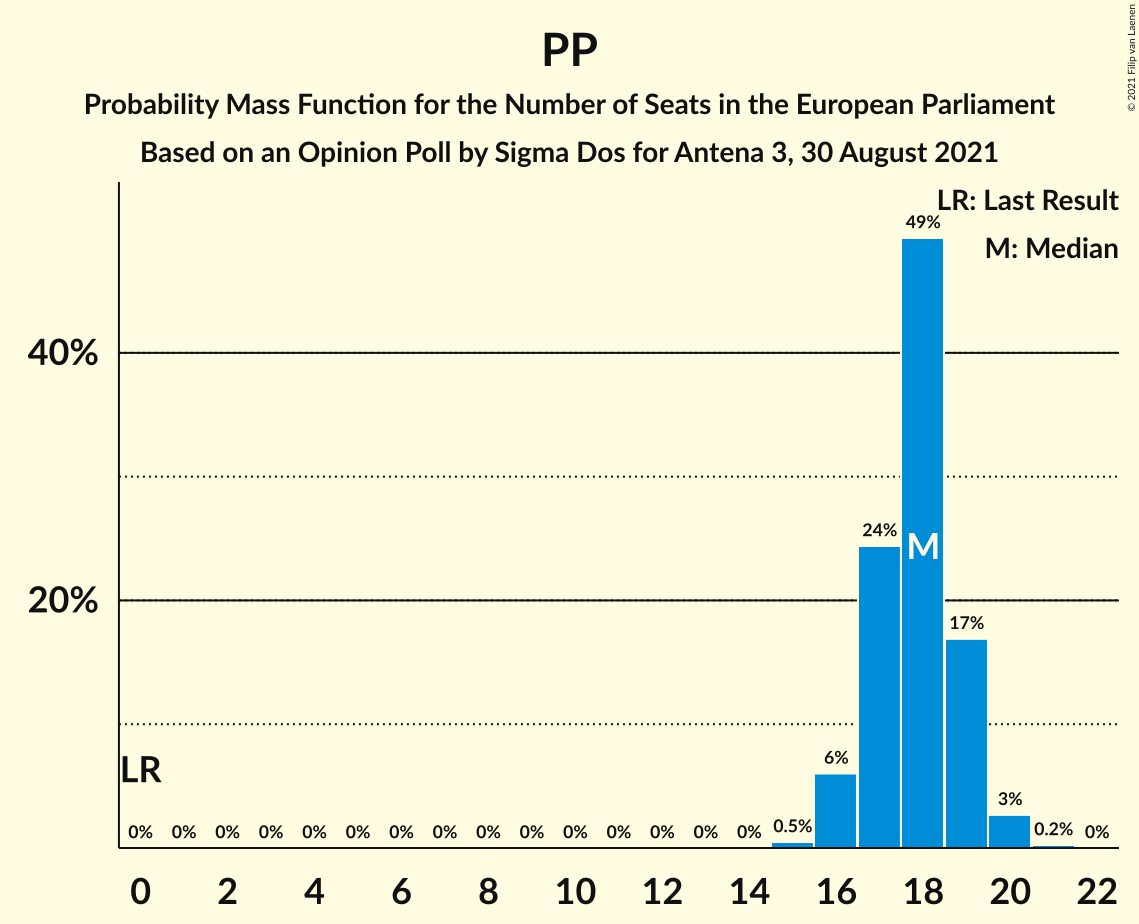 PP
Probability Mass Function for the Number of Seats in the European Parliament
Based on an Opinion Poll by Sigma Dos for Antena 3, 30 August 2021
© 2021 Filip van Laenen
LR: Last Result
M: Median
40%
20%
LR
M
0% 0% 0% 0% 0% 0% 0% 0% 0% 0% 0% 0% 0% 0% 0% 0.5% 6% 24% 49% 17% 3% 0.2% 0%
0 2 4 6 8 10 12 14 16 18 20 22